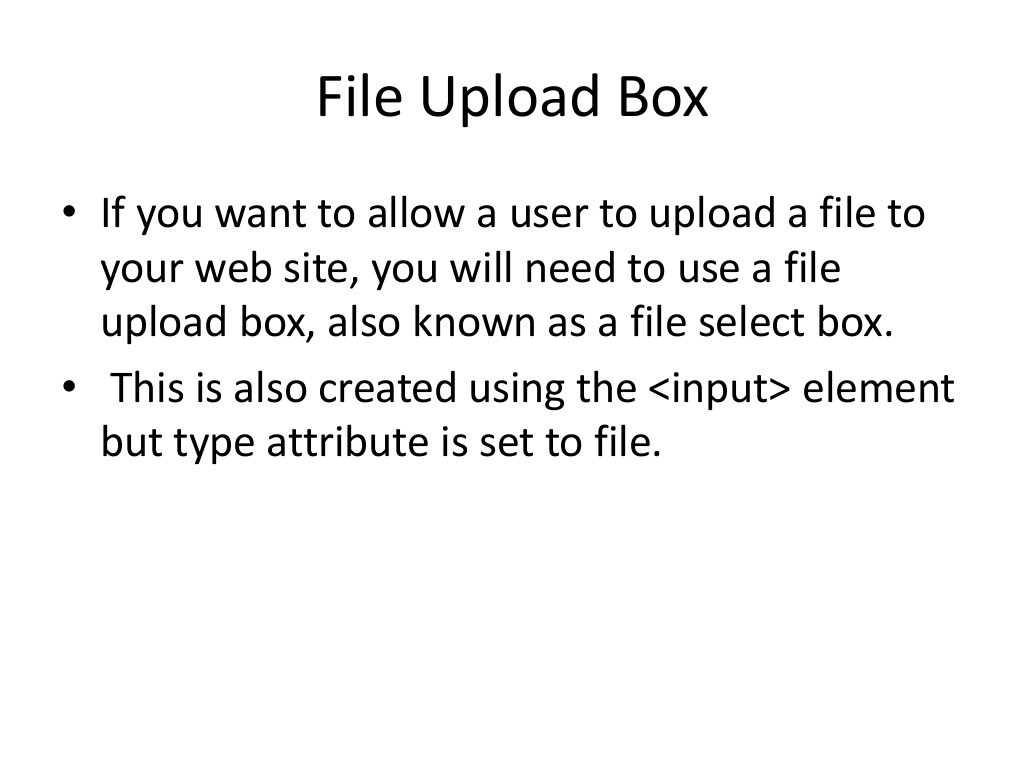 File Upload Box
• If you want to allow a user to upload a file to
your web site, you will need to use a file
upload box, also known as a file select box.
• This is also created using the <input> element
but type attribute is set to file.